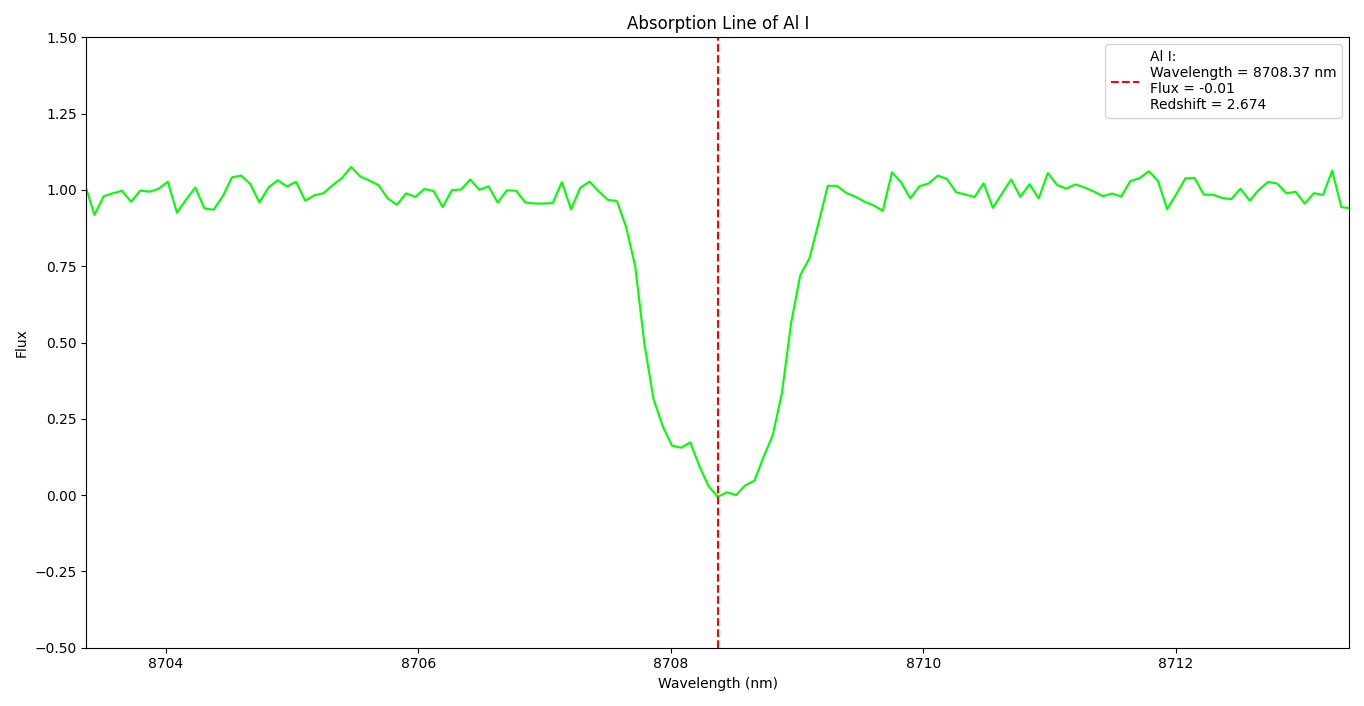 Absorption Line of Al I
Al I:
Wavelength = 8708.37 nm
Flux = -0.01
Redshift = 2.674
Flux
1.50
1.25
1.00
0.75
0.50
0.25
0.00
−0.25
−0.50
8704 8706 8708 8710 8712
Wavelength (nm)